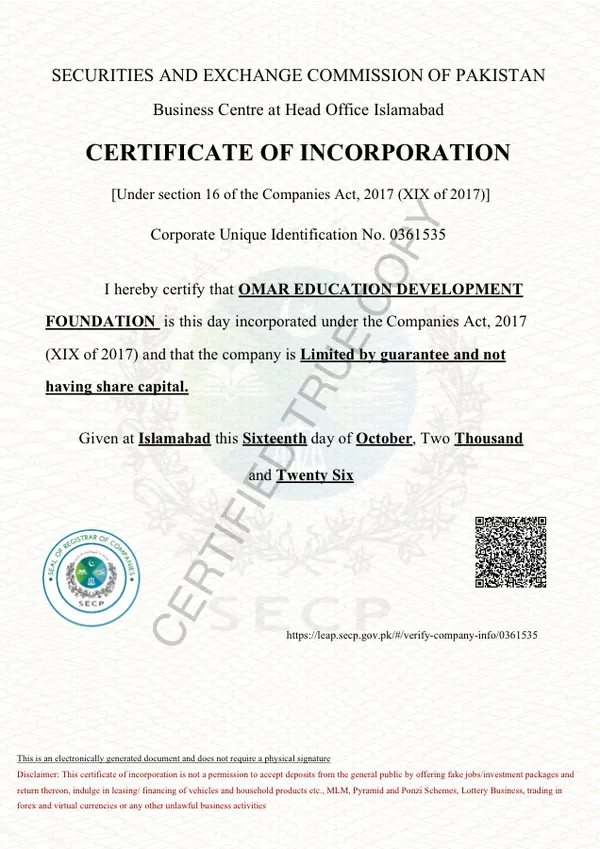 SECURITIES AND EXCHANGE COMMISSION OF PAKISTAN
Business Centre at Head Office Islamabad
CERTIFICATE OF INCORPORATION
[Under section 16 of the Companies Act, 2017 (XIX of 2017)]
Corporate Unique Identification No. 0361535
I hereby certify that OMAR EDUCATION DEVELOPMENT
FOUNDATION is this day incorporated under the Companies Act, 2017
(XIX of 2017) and that the company is Limited by guarantee and not
having share capital.
Given at Islamabad this Sixteenth day of October, Two Thousand
and Twenty Six
CERTIFIED TRUE COPY
SEAL OF REGISTRAR OF COMPANIES
SECP
SECP
https://leap.secp.gov.pk/#/verify-company-info/0361535
This is an electronically generated document and does not require a physical signature
Disclaimer: This certificate of incorporation is not a permission to accept deposits from the general public by offering fake jobs/investment packages and
return thereon, indulge in leasing/ financing of vehicles and household products etc., MLM, Pyramid and Ponzi Schemes, Lottery Business, trading in
forex and virtual currencies or any other unlawful business activities